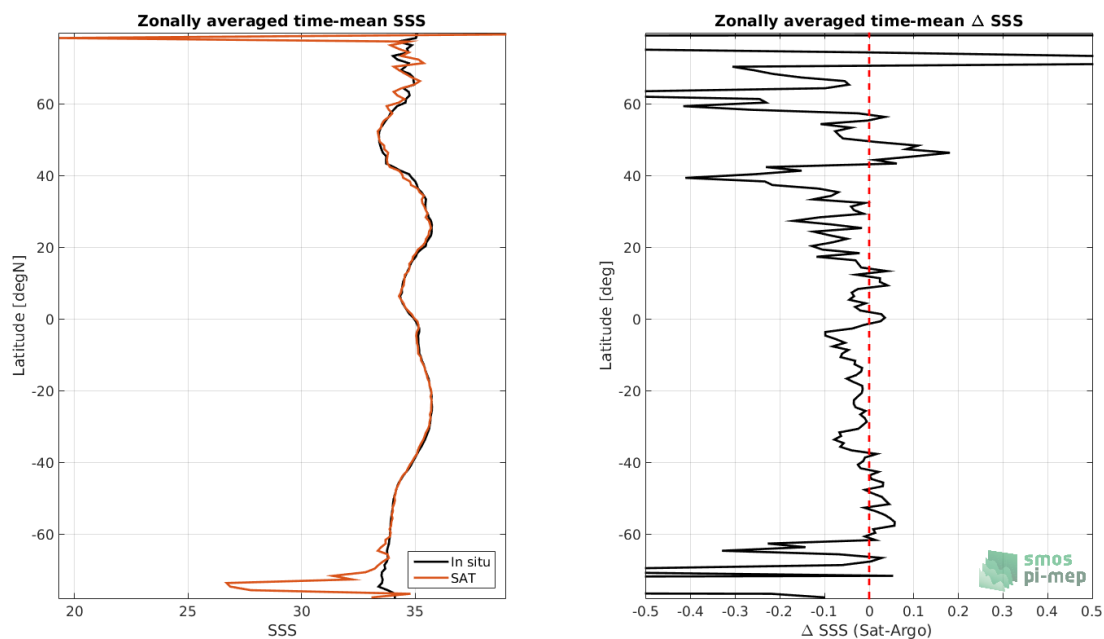 Zonally averaged time-mean SSS
60
40
20
0
-20
-40
-60
Latitude [degN]
20
25
30
35
SSS
In situ
SAT
Zonally averaged time-mean Δ SSS
60
40
20
0
-20
-40
-60
Latitude [deg]
-0.5
-0.4
-0.3
-0.2
-0.1
0
0.1
0.2
0.3
0.4
0.5
Δ SSS (Sat-Argo)
smos
pi-mep